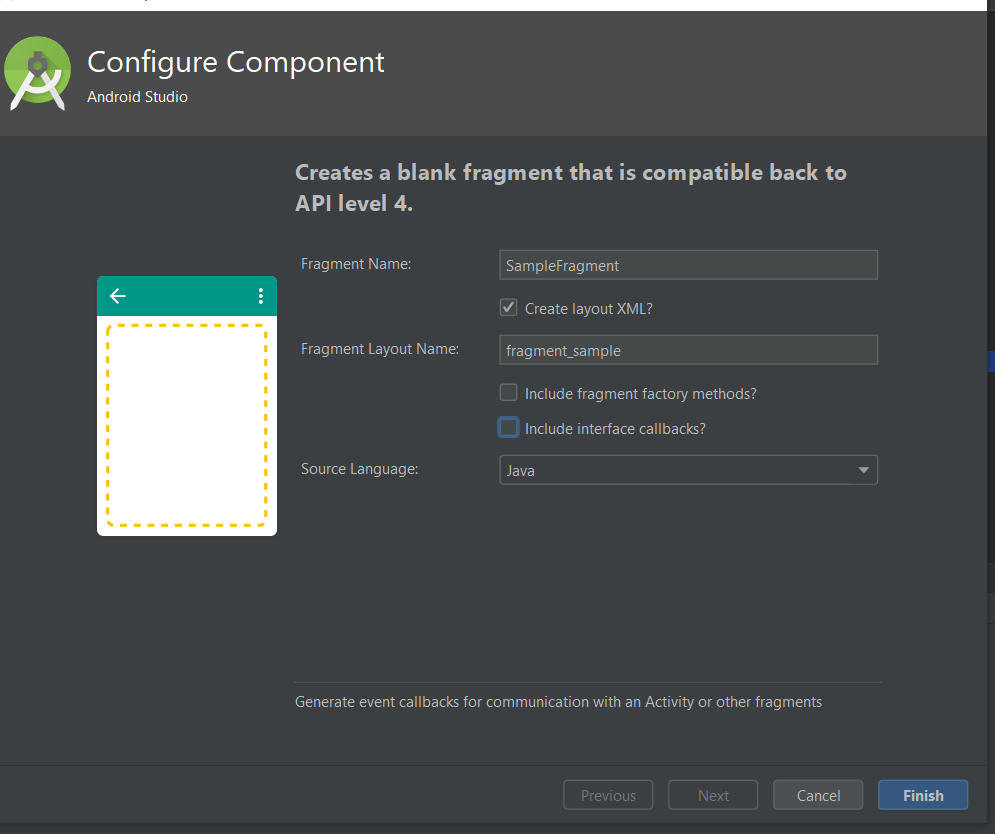 Configure Component
Android Studio
Creates a blank fragment that is compatible back to
API level 4.
Fragment Name:
SampleFragment
Create layout XML?
Fragment Layout Name:
fragment_sample
Include fragment factory methods?
Include interface callbacks?
Source Language:
Java
Generate event callbacks for communication with an Activity or other fragments
Previous
Next
Cancel
Finish